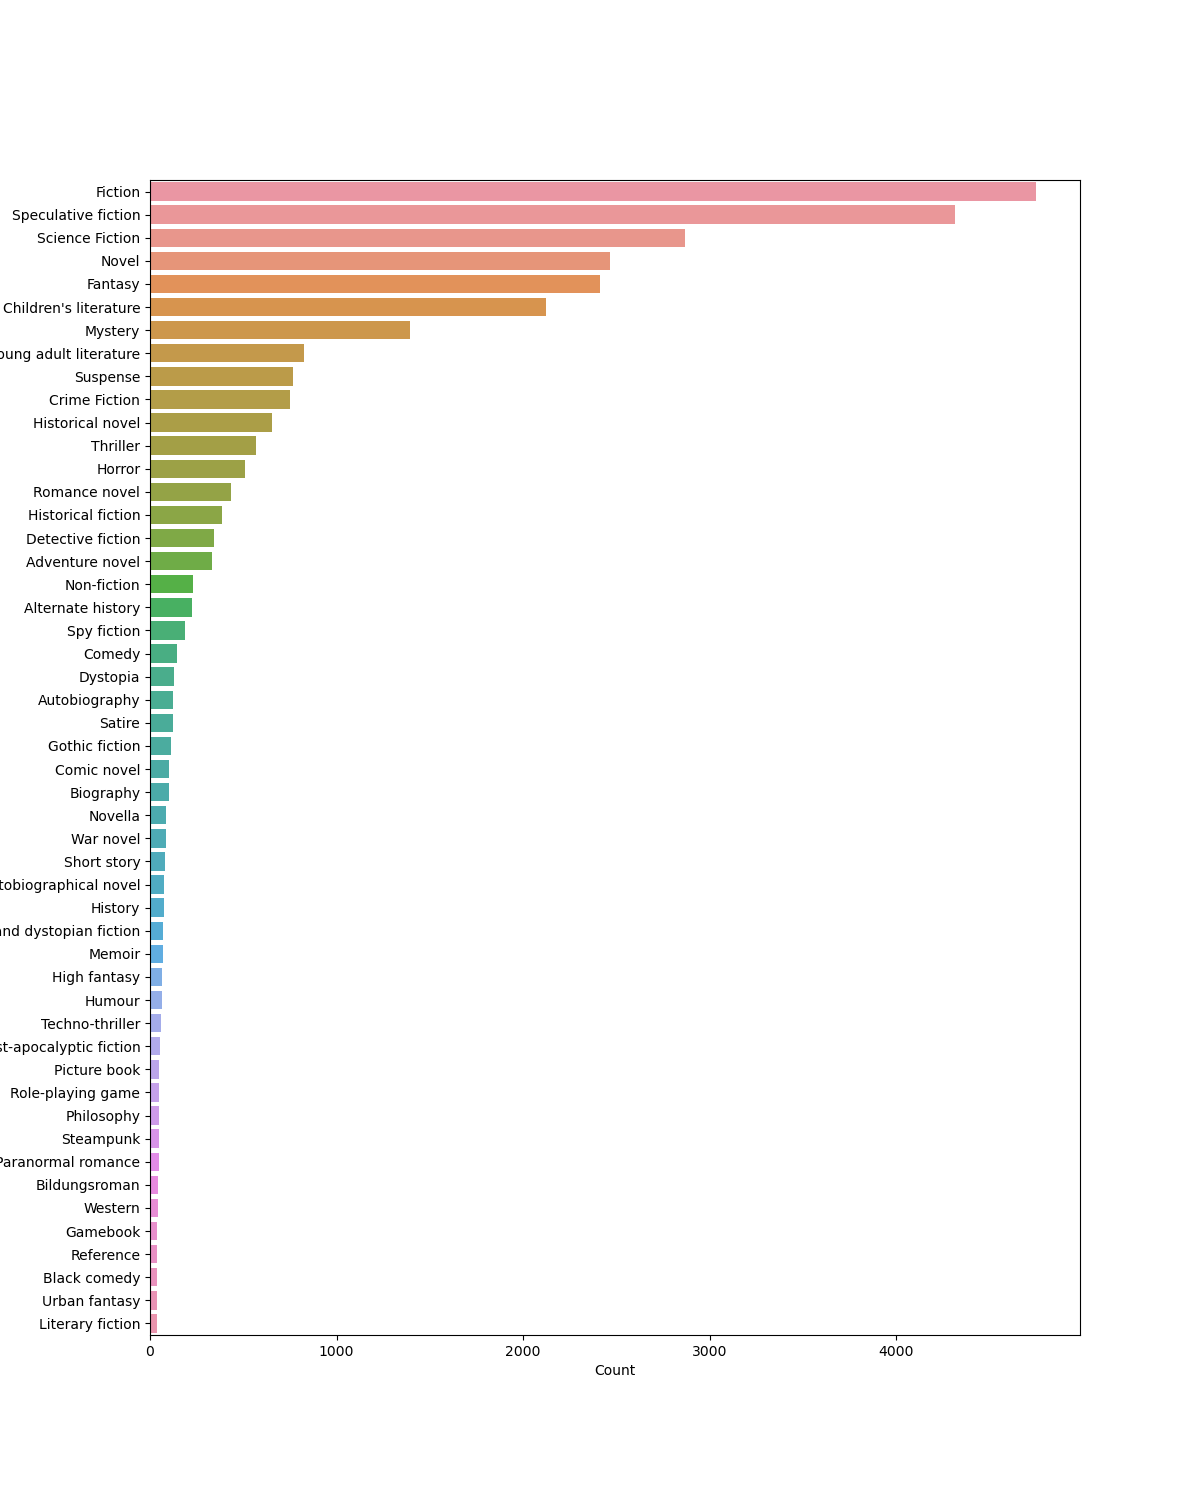 Fiction
Speculative fiction
Science Fiction
Novel
Fantasy
Children's literature
Mystery
oung adult literature
Suspense
Crime Fiction
Historical novel
Thriller
Horror
Romance novel
Historical fiction
Detective fiction
Adventure novel
Non-fiction
Alternate history
Spy fiction
Comedy
Dystopia
Autobiography
Satire
Gothic fiction
Comic novel
Biography
Novella
War novel
Short story
tobiographical novel
History
and dystopian fiction
Memoir
High fantasy
Humour
Techno-thriller
st-apocalyptic fiction
Picture book
Role-playing game
Philosophy
Steampunk
Paranormal romance
Bildungsroman
Western
Gamebook
Reference
Black comedy
Urban fantasy
Literary fiction
0 1000 2000 3000 4000
Count